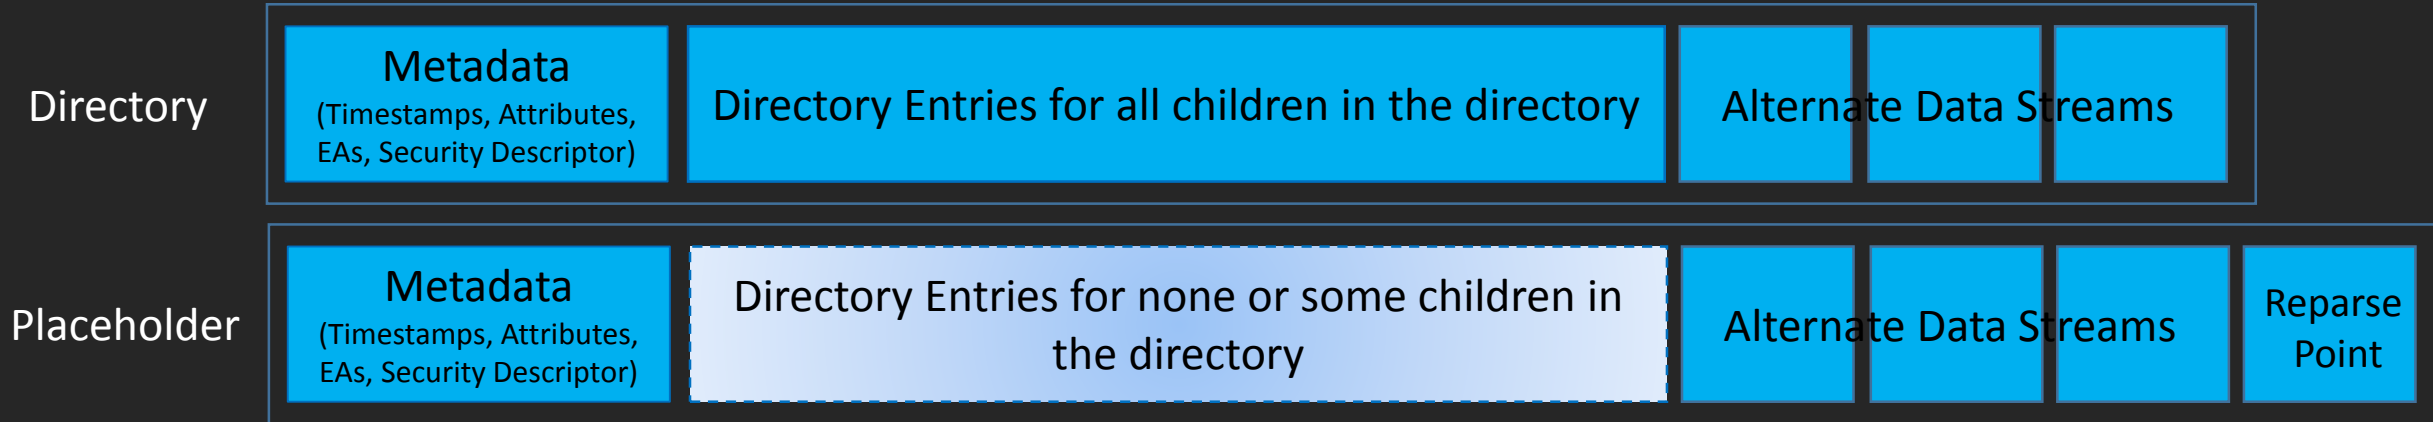 Directory
Metadata
(Timestamps, Attributes,
EAs, Security Descriptor)
Directory Entries for all children in the directory
Alternate Data Streams
Placeholder
Metadata
(Timestamps, Attributes,
EAs, Security Descriptor)
Directory Entries for none or some children in
the directory
Alternate Data Streams
Reparse
Point